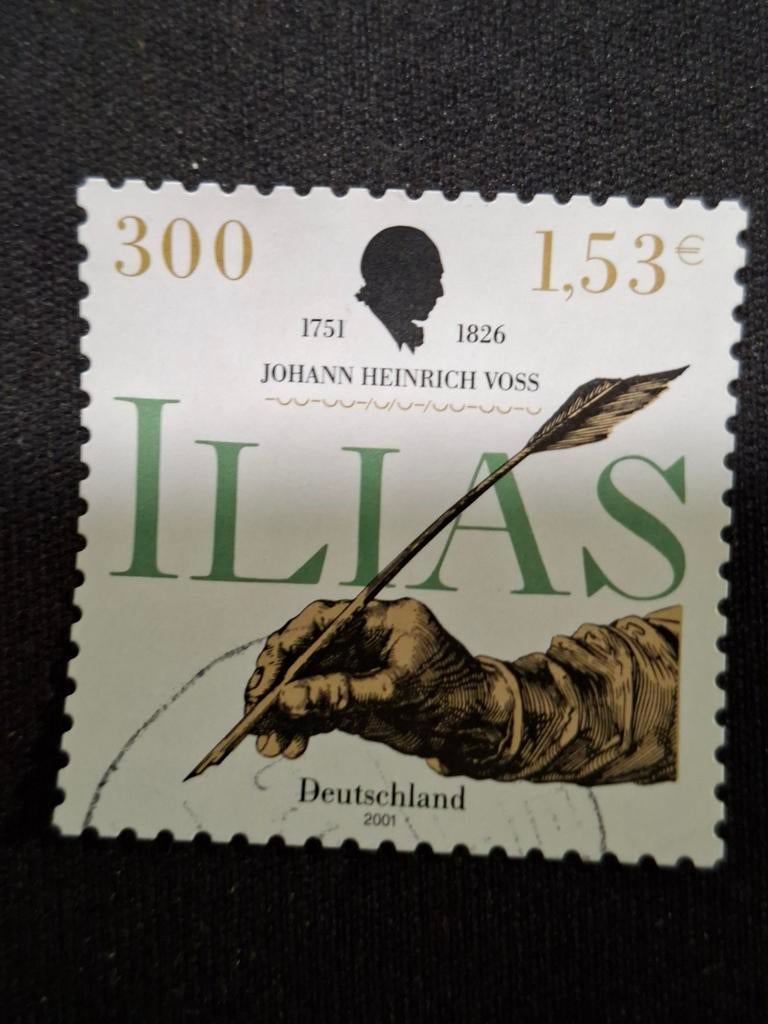 300
1,53€
1751 1826
JOHANN HEINRICH VOSS
ILIAS
Deutschland
2001